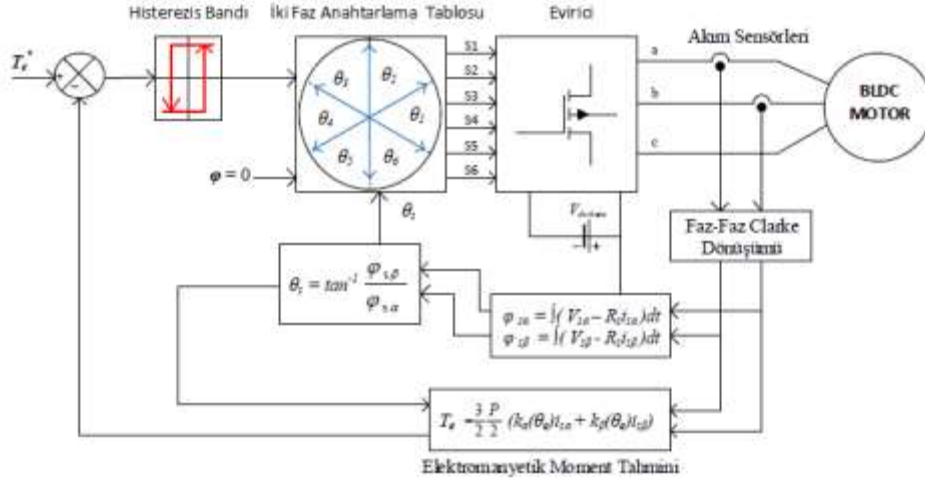 Histerezis Bandı
İki Faz Anahtarlama Tablosu
Evirici
Akım Sensörleri
Te*
+
−
θ3
θ2
θ4
θ1
θ5
θ6
S1
S2
S3
S4
S5
S6
a
b
c
BLDC
MOTOR
φ = 0
θs
Faz-Faz Clarke
Dönüşümü
θs = tan⁻¹ φs,β / φs,α
φsα = ∫( Vsα − Rsisα)dt
φsβ = ∫( Vsβ - Rsisβ)dt
Te = 3/2 P/2 (kα(θe)isα + kβ(θe)isβ)
Elektromanyetik Moment Tahmini